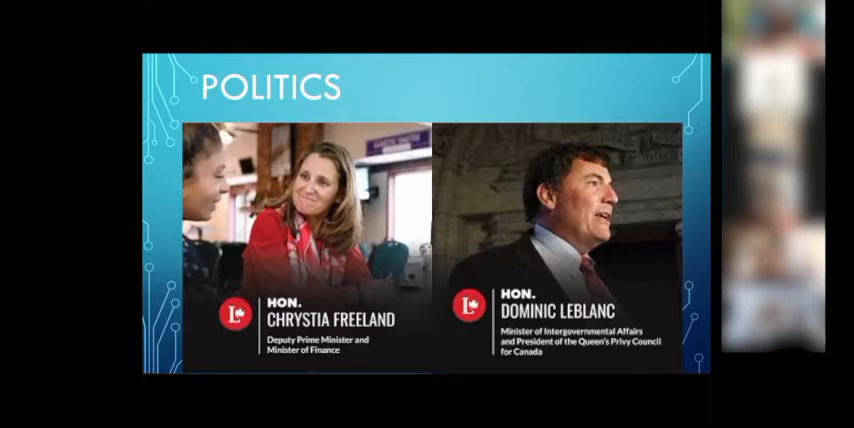 POLITICS
HON.
CHRYSTIA FREELAND
Deputy Prime Minister and
Minister of Finance
HON.
DOMINIC LEBLANC
Minister of Intergovernmental Affairs
and President of the Queen's Privy Council
for Canada
L
L